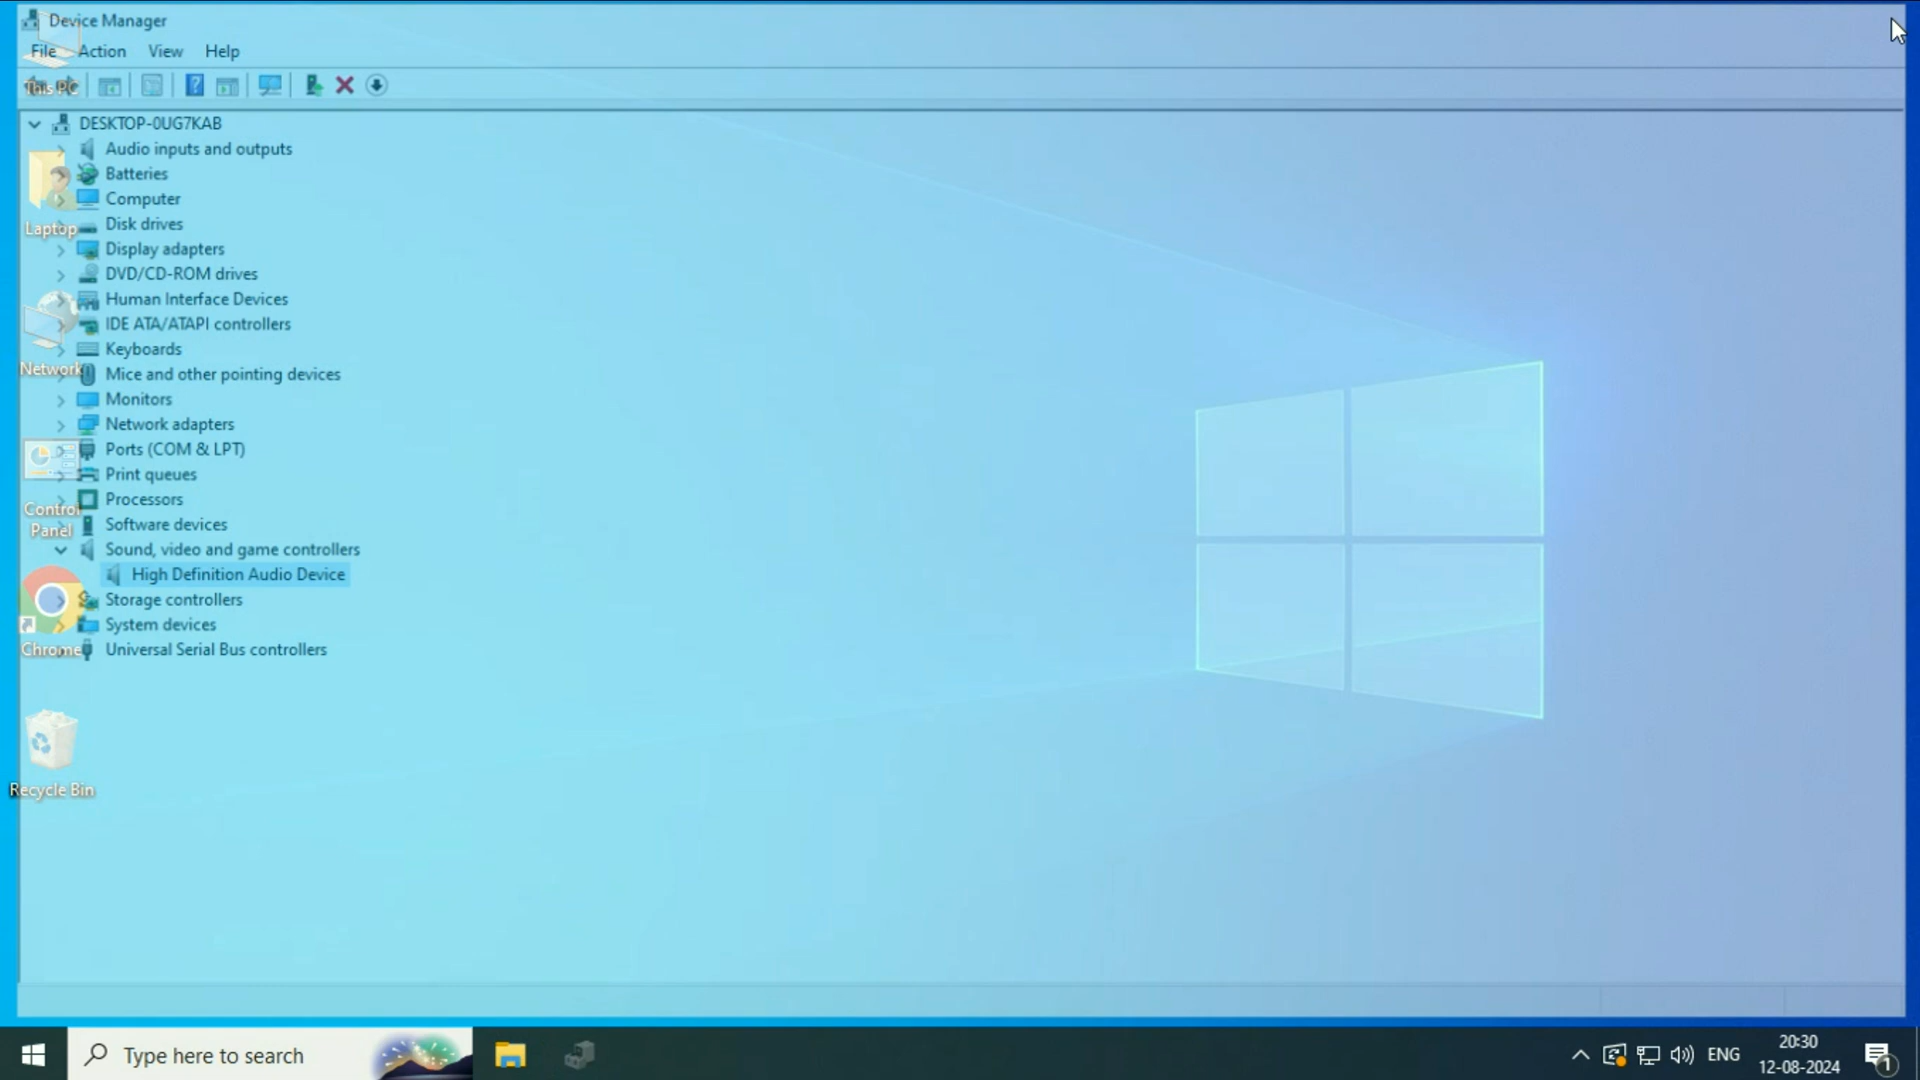 Device Manager
File Action View Help
This PC
DESKTOP-0UG7KAB
Audio inputs and outputs
Batteries
Computer
Disk drives
Laptop
Display adapters
DVD/CD-ROM drives
Human Interface Devices
IDE ATA/ATAPI controllers
Keyboards
Network
Mice and other pointing devices
Monitors
Network adapters
Ports (COM & LPT)
Print queues
Processors
Control
Panel
Software devices
Sound, video and game controllers
High Definition Audio Device
Storage controllers
System devices
Chrome
Universal Serial Bus controllers
Recycle Bin
Type here to search
ENG
20:30
12-08-2024
1